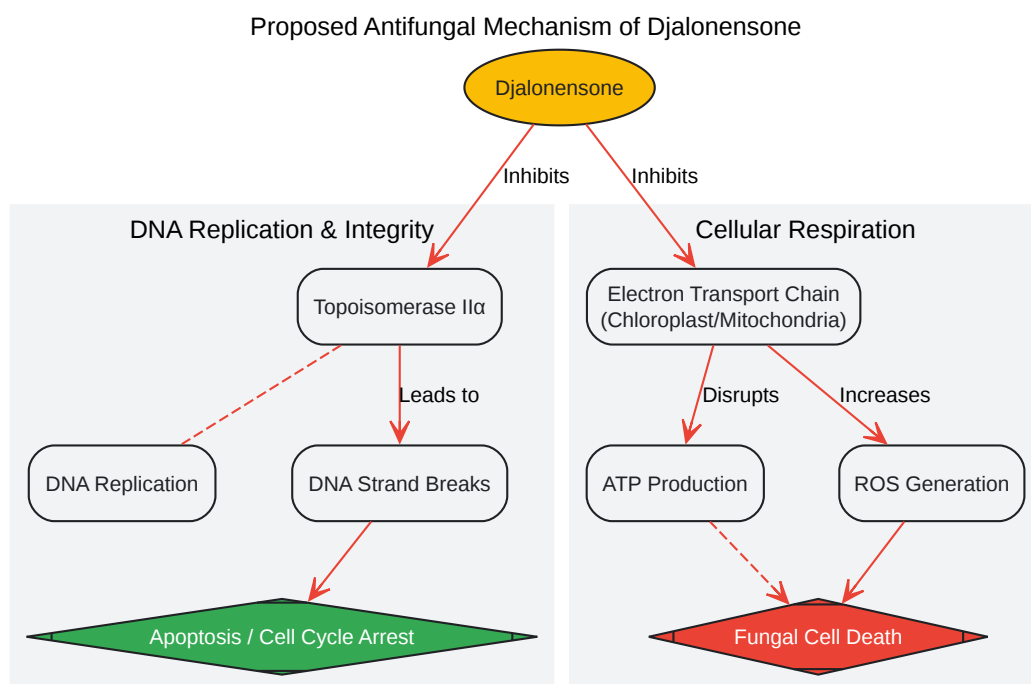 Proposed Antifungal Mechanism of Djalonensone
Djalonensone
Inhibits
Inhibits
DNA Replication & Integrity
Cellular Respiration
Topoisomerase IIα
Electron Transport Chain
(Chloroplast/Mitochondria)
Leads to
Disrupts
Increases
DNA Replication
DNA Strand Breaks
ATP Production
ROS Generation
Apoptosis / Cell Cycle Arrest
Fungal Cell Death